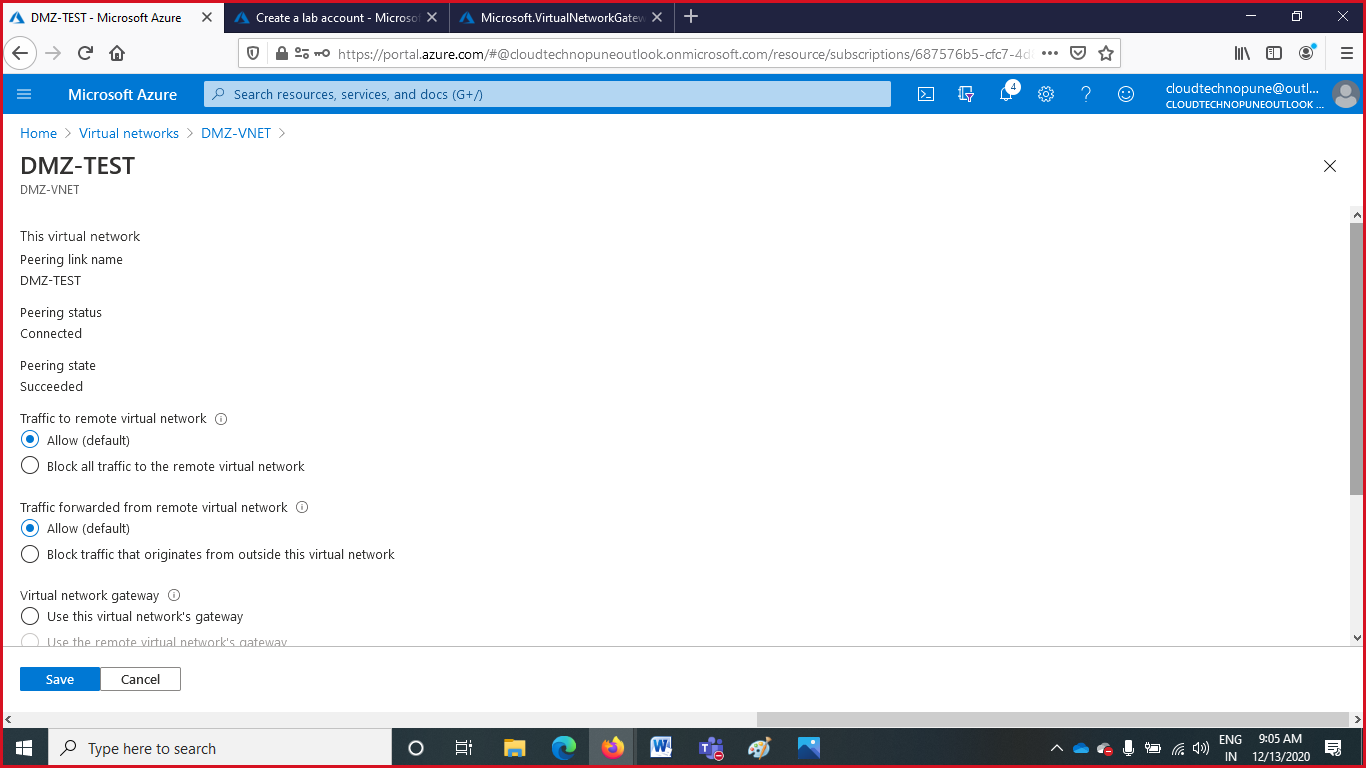 DMZ-TEST - Microsoft Azure
Create a lab account - Microsof
Microsoft.VirtualNetworkGatew
https://portal.azure.com/#@cloudtechnopuneoutlook.onmicrosoft.com/resource/subscriptions/687576b5-cfc7-4d
Microsoft Azure
Search resources, services, and docs (G+/)
4
cloudtechnopune@outl...
CLOUDTECHNOPUNEOUTLOOK ...
Home > Virtual networks > DMZ-VNET >
DMZ-TEST
DMZ-VNET
This virtual network
Peering link name
DMZ-TEST
Peering status
Connected
Peering state
Succeeded
Traffic to remote virtual network
Allow (default)
Block all traffic to the remote virtual network
Traffic forwarded from remote virtual network
Allow (default)
Block traffic that originates from outside this virtual network
Virtual network gateway
Use this virtual network's gateway
Use the remote virtual network's gateway
Save
Cancel
Type here to search
ENG
IN
9:05 AM
12/13/2020